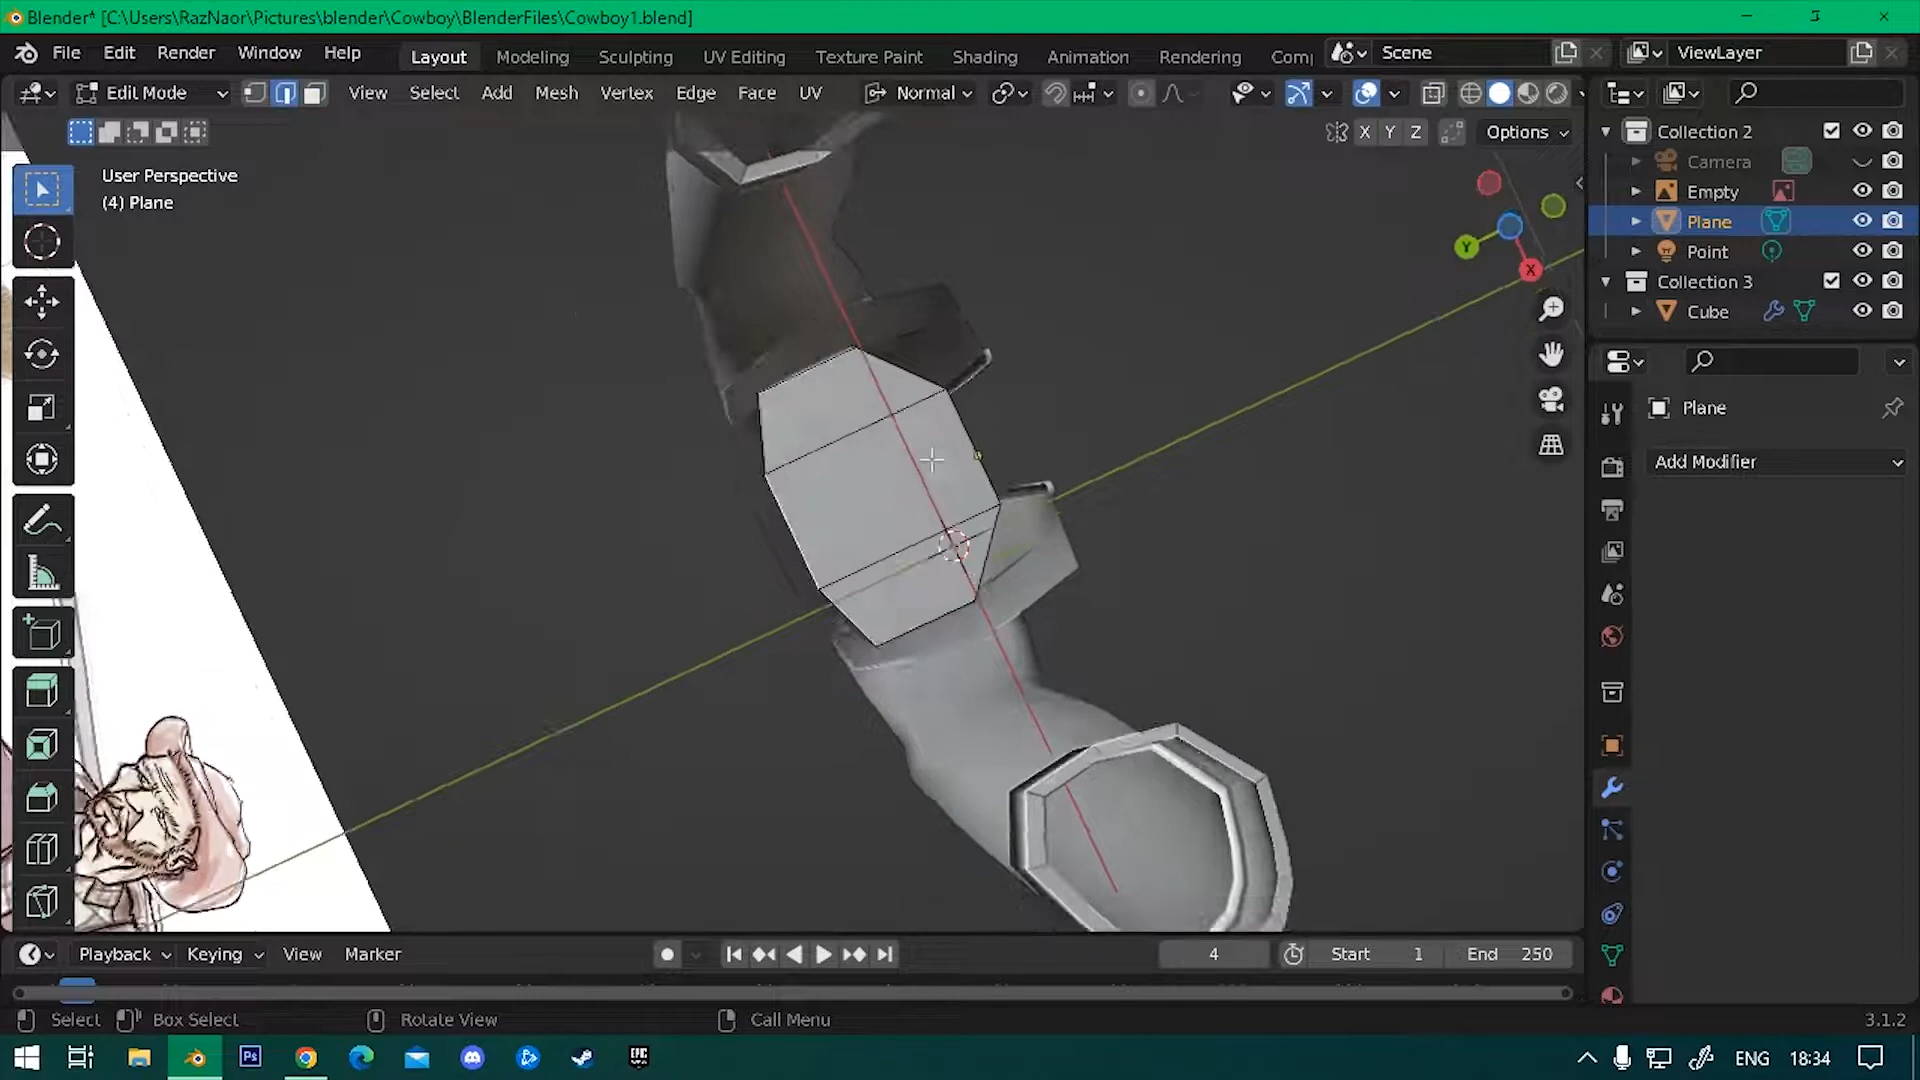 Blender* [C:\Users\RazNaor\Pictures\blender\Cowboy\BlenderFiles\Cowboy1.blend]
File Edit Render Window Help Layout Modeling Sculpting UV Editing Texture Paint Shading Animation Rendering Comp Scene ViewLayer
Edit Mode View Select Add Mesh Vertex Edge Face UV Normal
X Y Z Options
User Perspective
(4) Plane
Y
X
Collection 2
Camera
Empty
Plane
Point
Collection 3
Cube
Plane
Add Modifier
Playback Keying View Marker 4 Start 1 End 250
Select Box Select Rotate View Call Menu 3.1.2
Ps EPIC ENG 18:34